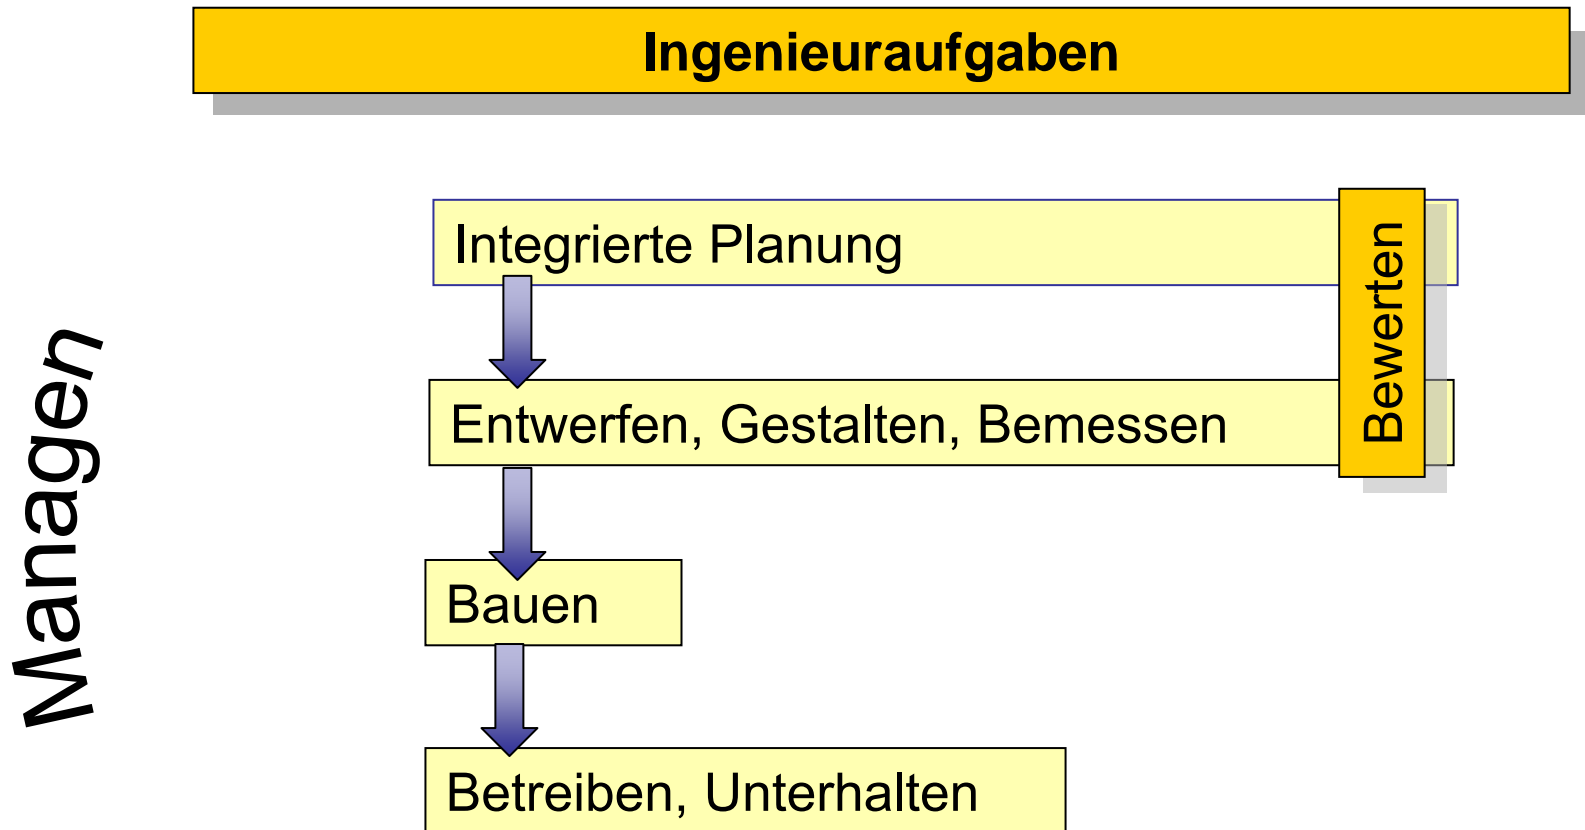 Ingenieuraufgaben
Managen
Integrierte Planung
Bewerten
Entwerfen, Gestalten, Bemessen
Bauen
Betreiben, Unterhalten